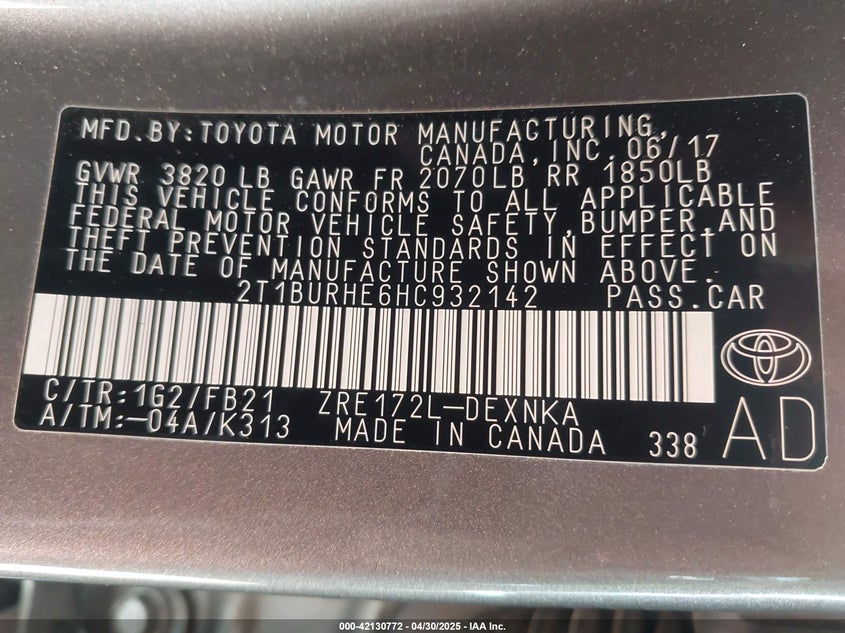 MFD.BY:TOYOTA MOTOR MANUFACTURING,
CANADA,INC. 06/17
GVWR 3820 LB GAWR FR 2070LB RR 1850LB
THIS VEHICLE CONFORMS TO ALL APPLICABLE
FEDERAL MOTOR VEHICLE SAFETY,BUMPER,AND
THEFT PREVENTION STANDARDS IN EFFECT ON
THE DATE OF MANUFACTURE SHOWN ABOVE.
2T1BURHE6HC932142 PASS.CAR
C/TR:1G2/FB21 ZRE172L-DEXNKA
A/TM:-04A/K313 MADE IN CANADA 338 AD
000-42130772 - 04/30/2025 - IAA Inc.